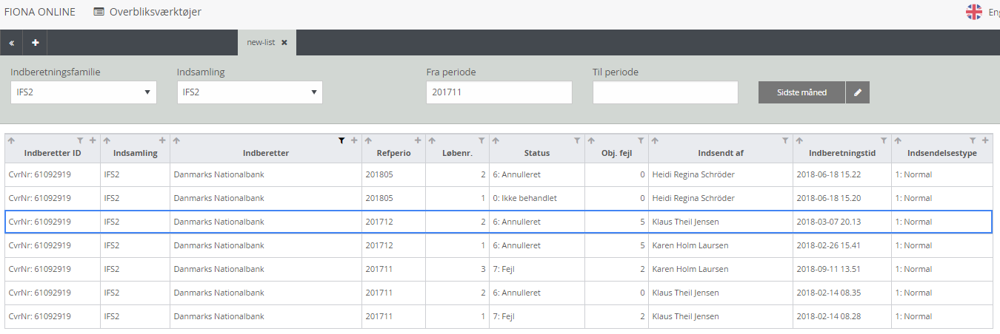 FIONA ONLINE Overbliksværktøjer Eng
new-list
Indberetningsfamilie Indsamling Fra periode Til periode
IFS2 IFS2 201711 Sidste måned
Indberetter ID Indsamling Indberetter Refperio Løbenr. Status Obj. fejl Indsendt af Indberetningstid Indsendelsestype
CvrNr: 61092919 IFS2 Danmarks Nationalbank 201805 2 6: Annulleret 0 Heidi Regina Schröder 2018-06-18 15.22 1: Normal
CvrNr: 61092919 IFS2 Danmarks Nationalbank 201805 1 0: Ikke behandlet 0 Heidi Regina Schröder 2018-06-18 15.20 1: Normal
CvrNr: 61092919 IFS2 Danmarks Nationalbank 201712 2 6: Annulleret 5 Klaus Theil Jensen 2018-03-07 20.13 1: Normal
CvrNr: 61092919 IFS2 Danmarks Nationalbank 201712 1 6: Annulleret 5 Karen Holm Laursen 2018-02-26 15.41 1: Normal
CvrNr: 61092919 IFS2 Danmarks Nationalbank 201711 3 7: Fejl 2 Karen Holm Laursen 2018-09-11 13.51 1: Normal
CvrNr: 61092919 IFS2 Danmarks Nationalbank 201711 2 6: Annulleret 0 Klaus Theil Jensen 2018-02-14 08.35 1: Normal
CvrNr: 61092919 IFS2 Danmarks Nationalbank 201711 1 7: Fejl 2 Klaus Theil Jensen 2018-02-14 08.28 1: Normal